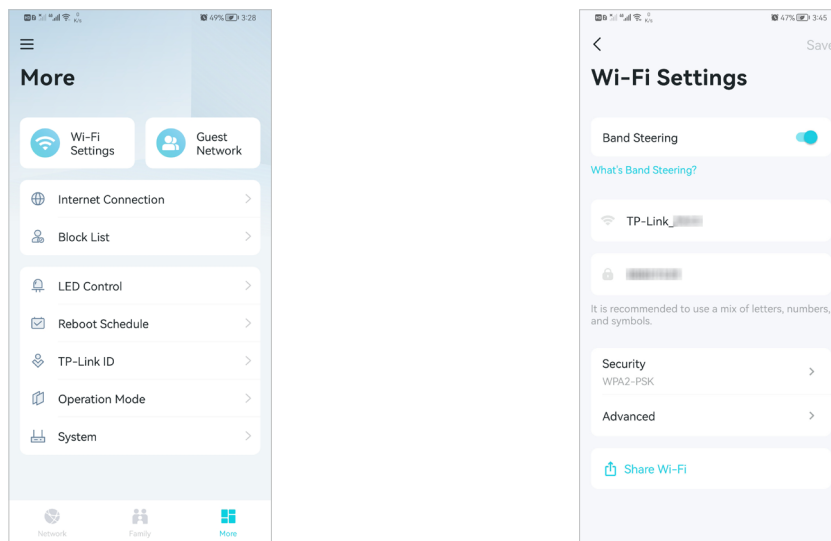 49% 3:28
More
Wi-Fi
Settings
Guest
Network
Internet Connection
Block List
LED Control
Reboot Schedule
TP-Link ID
Operation Mode
System
Network
Family
More
47% 3:45
Save
Wi-Fi Settings
Band Steering
What's Band Steering?
TP-Link_
It is recommended to use a mix of letters, numbers,
and symbols.
Security
WPA2-PSK
Advanced
Share Wi-Fi